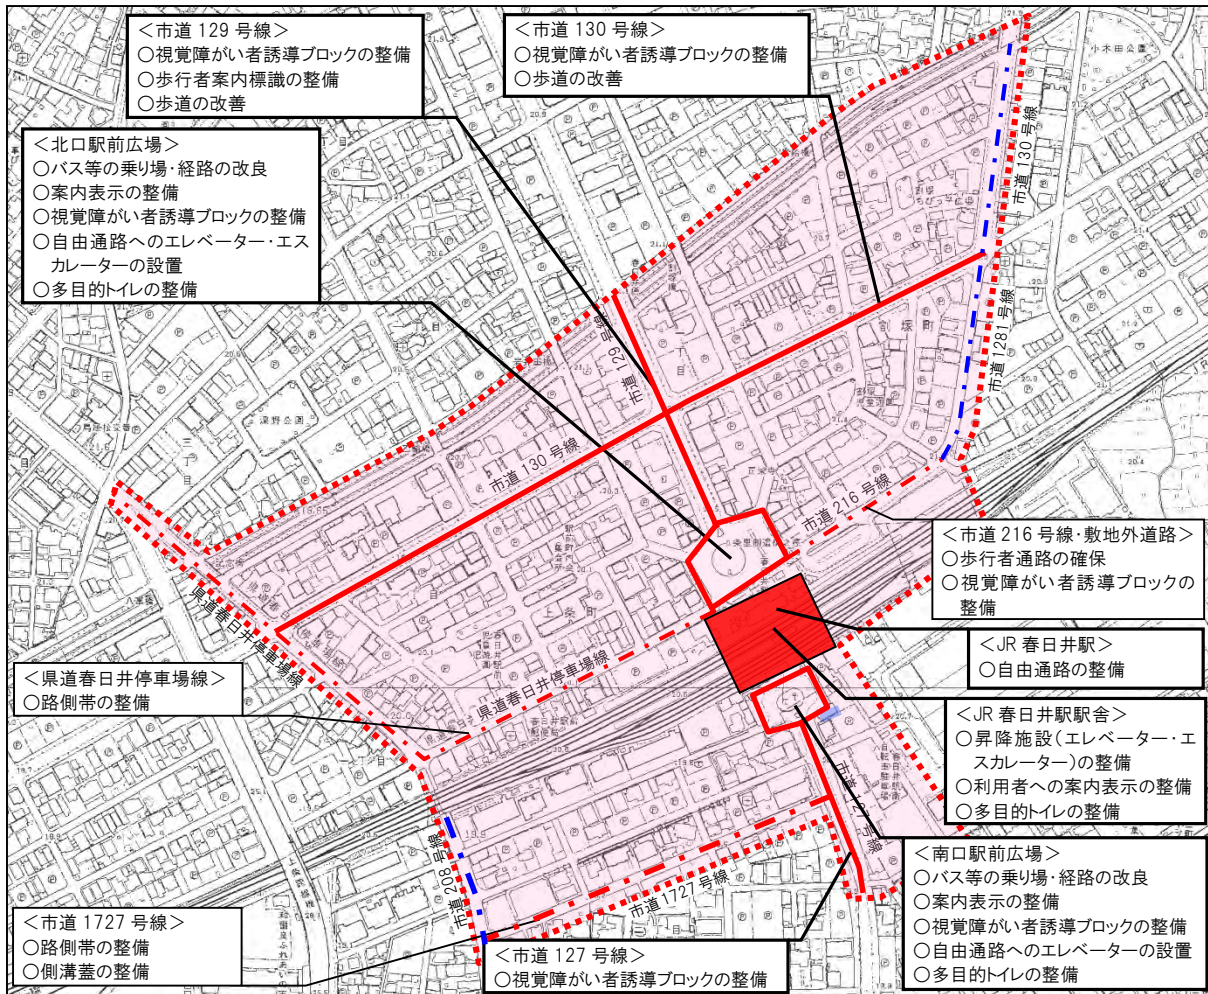 <市道 129 号線>
○視覚障がい者誘導ブロックの整備
○歩行者案内標識の整備
○歩道の改善
<市道 130 号線>
○視覚障がい者誘導ブロックの整備
○歩道の改善
<北口駅前広場>
○バス等の乗り場・経路の改良
○案内表示の整備
○視覚障がい者誘導ブロックの整備
○自由通路へのエレベーター・エス
カレーターの設置
○多目的トイレの整備
市道 130 号線
市道 1281 号線
市道 129 号線
市道 130 号線
市道 216 号線
県道春日井停車場線
県道春日井停車場線
<市道 216 号線・敷地外道路>
○歩行者通路の確保
○視覚障がい者誘導ブロックの
整備
<JR 春日井駅>
○自由通路の整備
<県道春日井停車場線>
○路側帯の整備
<JR 春日井駅駅舎>
○昇降施設(エレベーター・エ
スカレーター)の整備
○利用者への案内表示の整備
○多目的トイレの整備
市道 127 号線
市道 208 号線
市道 1727 号線
<南口駅前広場>
○バス等の乗り場・経路の改良
○案内表示の整備
○視覚障がい者誘導ブロックの整備
○自由通路へのエレベーターの設置
○多目的トイレの整備
<市道 1727 号線>
○路側帯の整備
○側溝蓋の整備
<市道 127 号線>
○視覚障がい者誘導ブロックの整備
小木田公園
宮塚町
深野公園
上条町